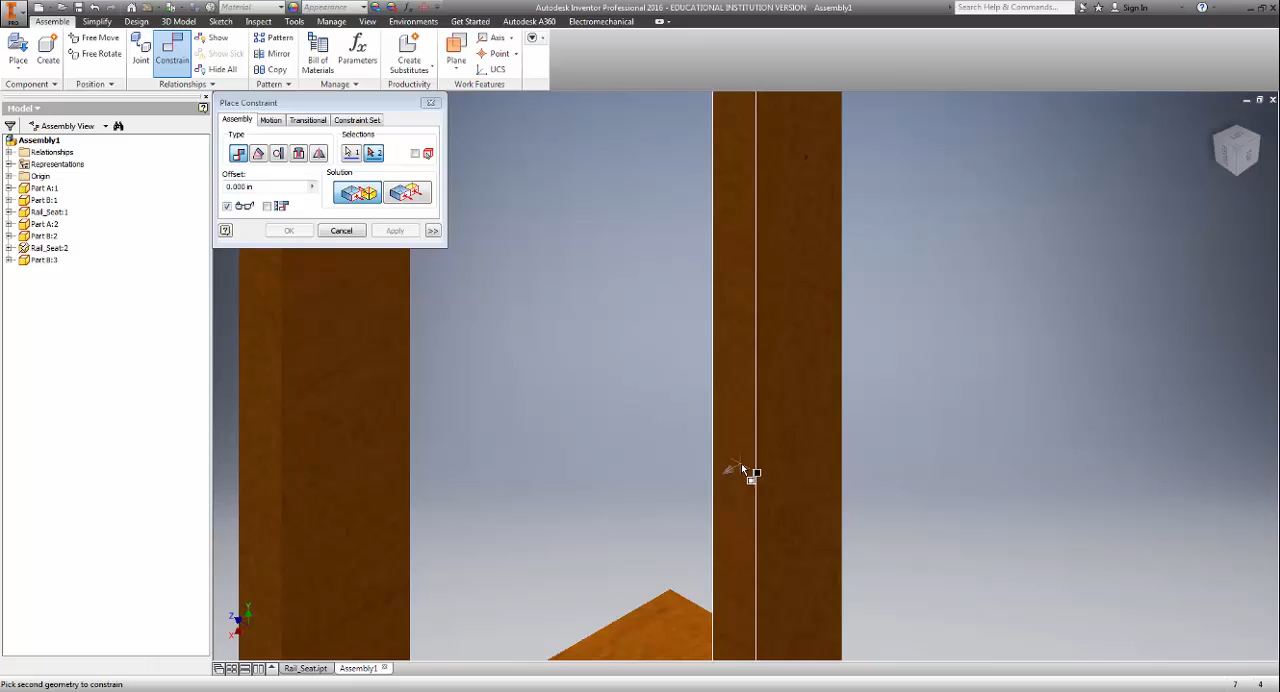 Material
Appearance
Autodesk Inventor Professional 2016 - EDUCATIONAL INSTITUTION VERSION Assembly1
Search Help & Commands...
Sign In
PRO
Assemble Simplify Design 3D Model Sketch Inspect Tools Manage View Environments Get Started Autodesk A360 Electromechanical
Place
Create
Free Move
Free Rotate
Joint
Constrain
Show
Show Sick
Hide All
Pattern
Mirror
Copy
Bill of
Materials
Parameters
Create
Substitutes
Plane
Axis
Point
UCS
Component
Position
Relationships
Pattern
Manage
Productivity
Work Features
Model
Assembly View
Assembly1
Relationships
Representations
Origin
Part A:1
Part B:1
Rail_Seat:1
Part A:2
Part B:2
Rail_Seat:2
Part B:3
Place Constraint
Assembly Motion Transitional Constraint Set
Type
Selections
1
2
Offset:
0.000 in
Solution
OK
Cancel
Apply
>>
Y
Z
X
Rail_Seat.ipt
Assembly1
Pick second geometry to constrain
7 4